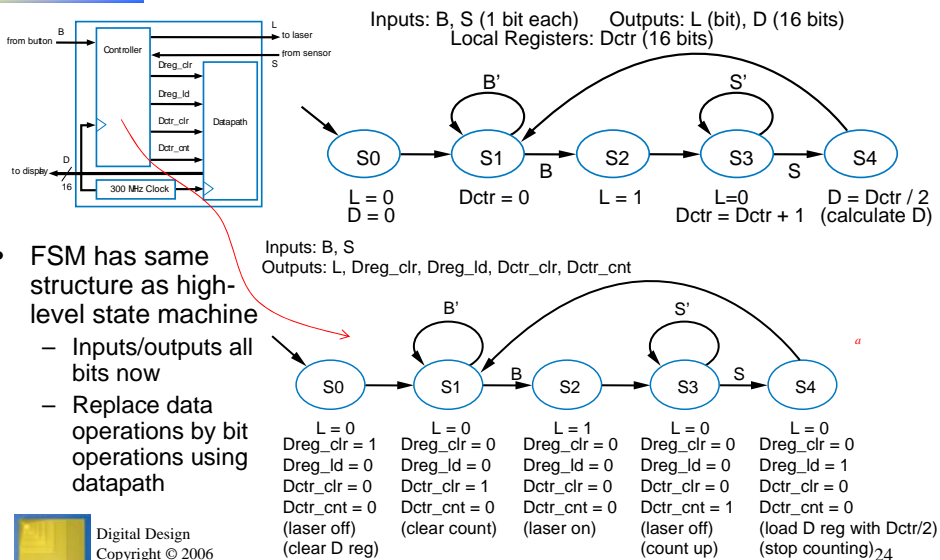 Inputs: B, S (1 bit each) Outputs: L (bit), D (16 bits)
Local Registers: Dctr (16 bits)
from button
B
Controller
L
to laser
from sensor
S
Dreg_clr
Dreg_ld
Dctr_clr
Dctr_cnt
Datapath
D
to display
16
300 MHz Clock
B’
S’
S0
S1
B
S2
S3
S
S4
L = 0
D = 0
Dctr = 0
L = 1
L=0
Dctr = Dctr + 1
D = Dctr / 2
(calculate D)
• FSM has same
structure as high-
level state machine
– Inputs/outputs all
bits now
– Replace data
operations by bit
operations using
datapath
Inputs: B, S
Outputs: L, Dreg_clr, Dreg_ld, Dctr_clr, Dctr_cnt
B’
S’
a
S0
S1
B
S2
S3
S
S4
L = 0
Dreg_clr = 1
Dreg_ld = 0
Dctr_clr = 0
Dctr_cnt = 0
(laser off)
(clear D reg)
L = 0
Dreg_clr = 0
Dreg_ld = 0
Dctr_clr = 1
Dctr_cnt = 0
(clear count)
L = 1
Dreg_clr = 0
Dreg_ld = 0
Dctr_clr = 0
Dctr_cnt = 0
(laser on)
L = 0
Dreg_clr = 0
Dreg_ld = 0
Dctr_clr = 0
Dctr_cnt = 1
(laser off)
(count up)
L = 0
Dreg_clr = 0
Dreg_ld = 1
Dctr_clr = 0
Dctr_cnt = 0
(load D reg with Dctr/2)
(stop counting)
Digital Design
Copyright © 2006
24